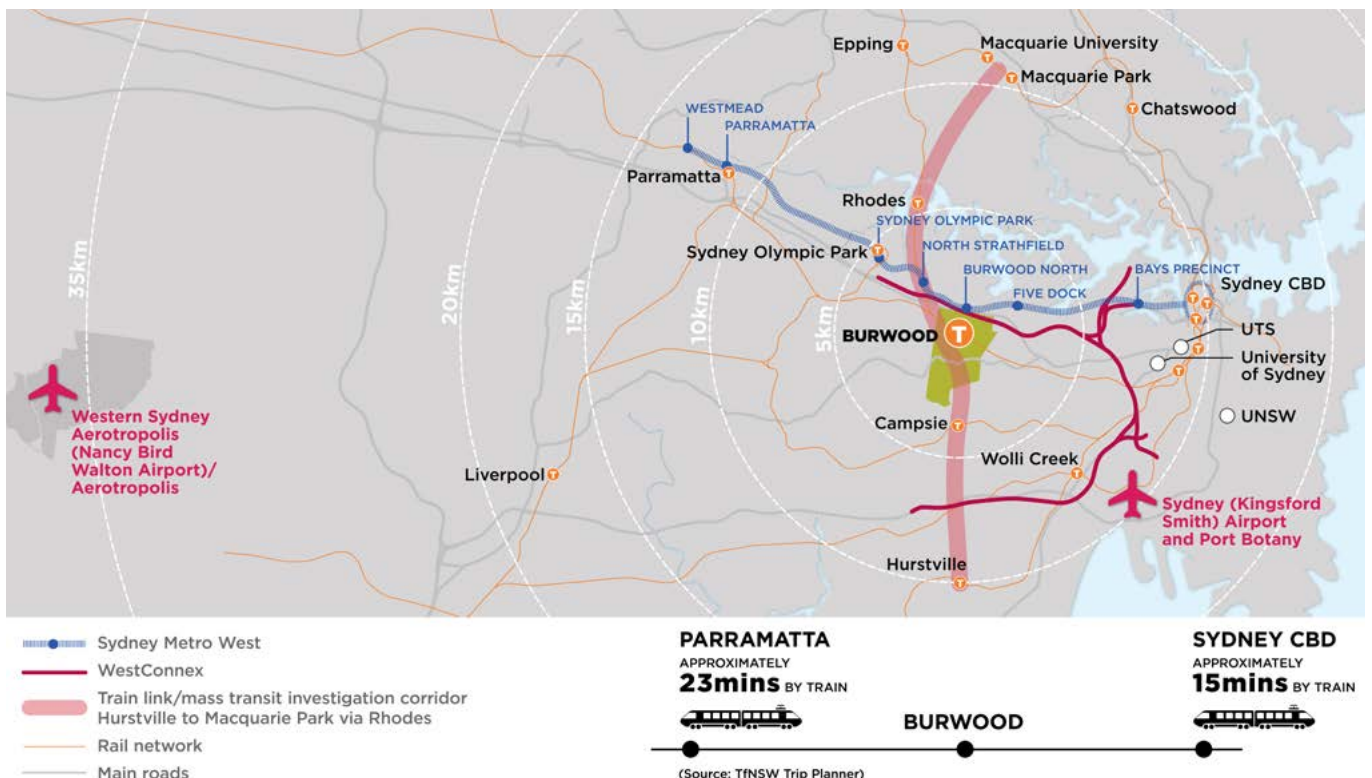 Epping
Macquarie University
Macquarie Park
Chatswood
WESTMEAD
PARRAMATTA
Parramatta
Rhodes
SYDNEY OLYMPIC PARK
Sydney Olympic Park
NORTH STRATHFIELD
BURWOOD NORTH
FIVE DOCK
BAYS PRECINCT
Sydney CBD
35km
20km
15km
10km
5km
BURWOOD
T
UTS
University
of Sydney
UNSW
Western Sydney
Aerotropolis
(Nancy Bird
Walton Airport)/
Aerotropolis
Campsie
Liverpool
Wolli Creek
Sydney (Kingsford
Smith) Airport
and Port Botany
Hurstville
Sydney Metro West
WestConnex
Train link/mass transit investigation corridor
Hurstville to Macquarie Park via Rhodes
Rail network
Main roads
PARRAMATTA
APPROXIMATELY
23mins BY TRAIN
BURWOOD
SYDNEY CBD
APPROXIMATELY
15mins BY TRAIN
(Source: TfNSW Trip Planner)